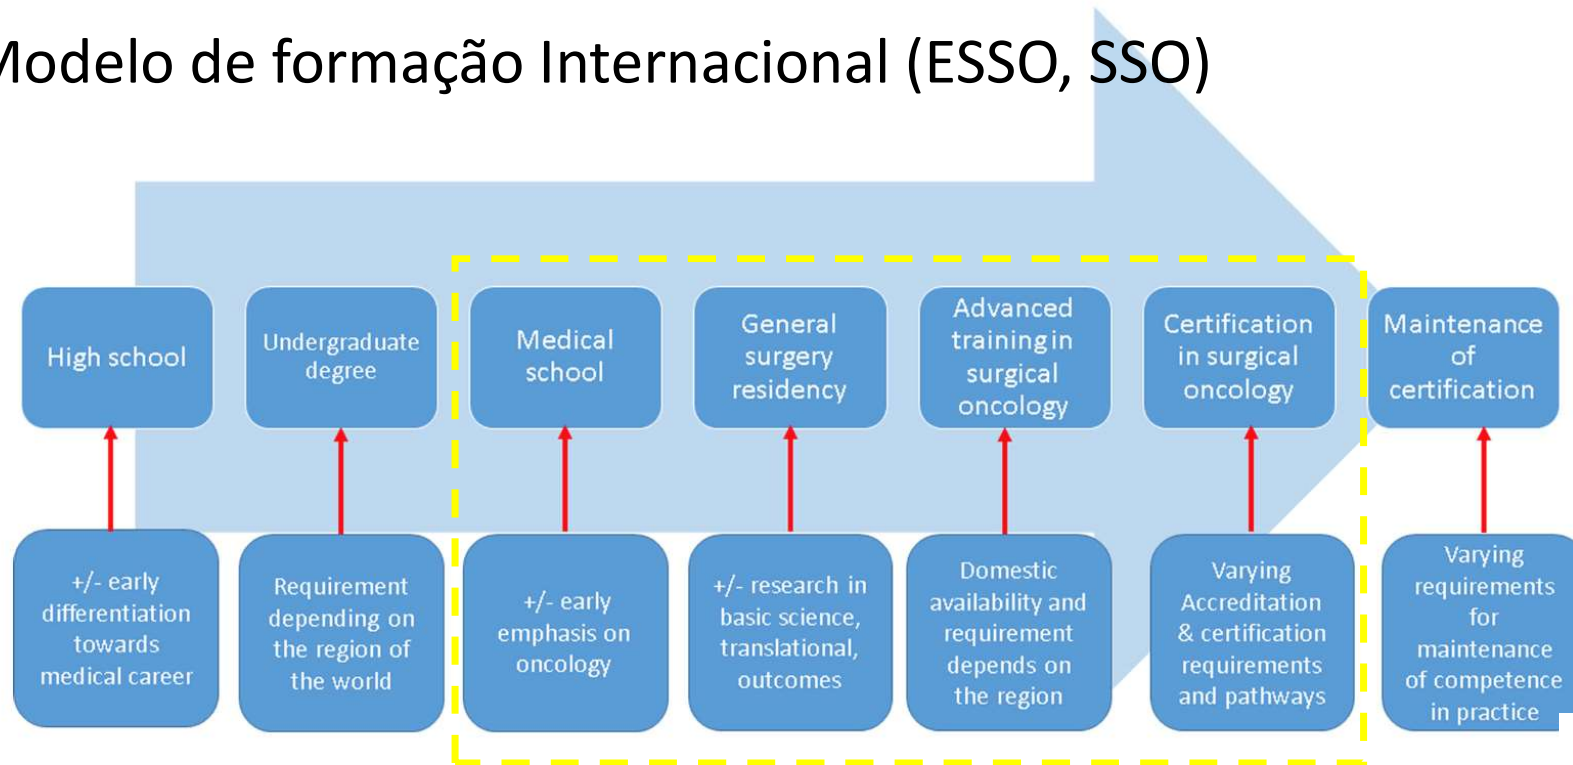 Modelo de formação Internacional (ESSO, SSO)
High school
Undergraduate
degree
Medical
school
General
surgery
residency
Advanced
training in
surgical
oncology
Certification
in surgical
oncology
Maintenance
of
certification
+/- early
differentiation
towards
medical career
Requirement
depending on
the region of
the world
+/- early
emphasis on
oncology
+/- research in
basic science,
translational,
outcomes
Domestic
availability and
requirement
depends on
the region
Varying
Accreditation
& certification
requirements
and pathways
Varying
requirements
for
maintenance
of competence
in practice